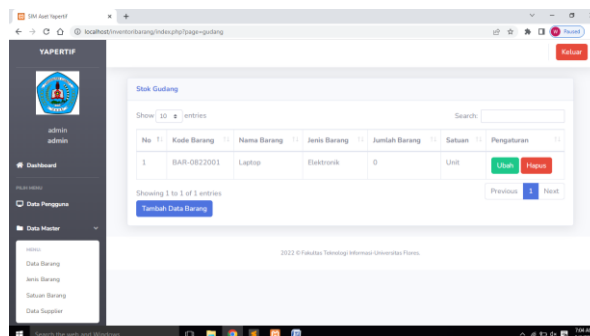 SIM Aset Yapertif
localhost/inventoribarang/index.php?page=gudang
Paused
YAPERTIF
Keluar
admin
admin
Dashboard
Data Pengguna
Data Master
MENU
Data Barang
Jenis Barang
Satuan Barang
Data Supplier
Stok Gudang
Show 10 entries
Search:
No Kode Barang Nama Barang Jenis Barang Jumlah Barang Satuan Pengaturan
1 BAR-0822001 Laptop Elektronik 0 Unit Ubah Hapus
Showing 1 to 1 of 1 entries
Previous 1 Next
Tambah Data Barang
2022 © Fakultas Teknologi Informasi-Universitas Flores.
Search the web and Windows
7:04 AM